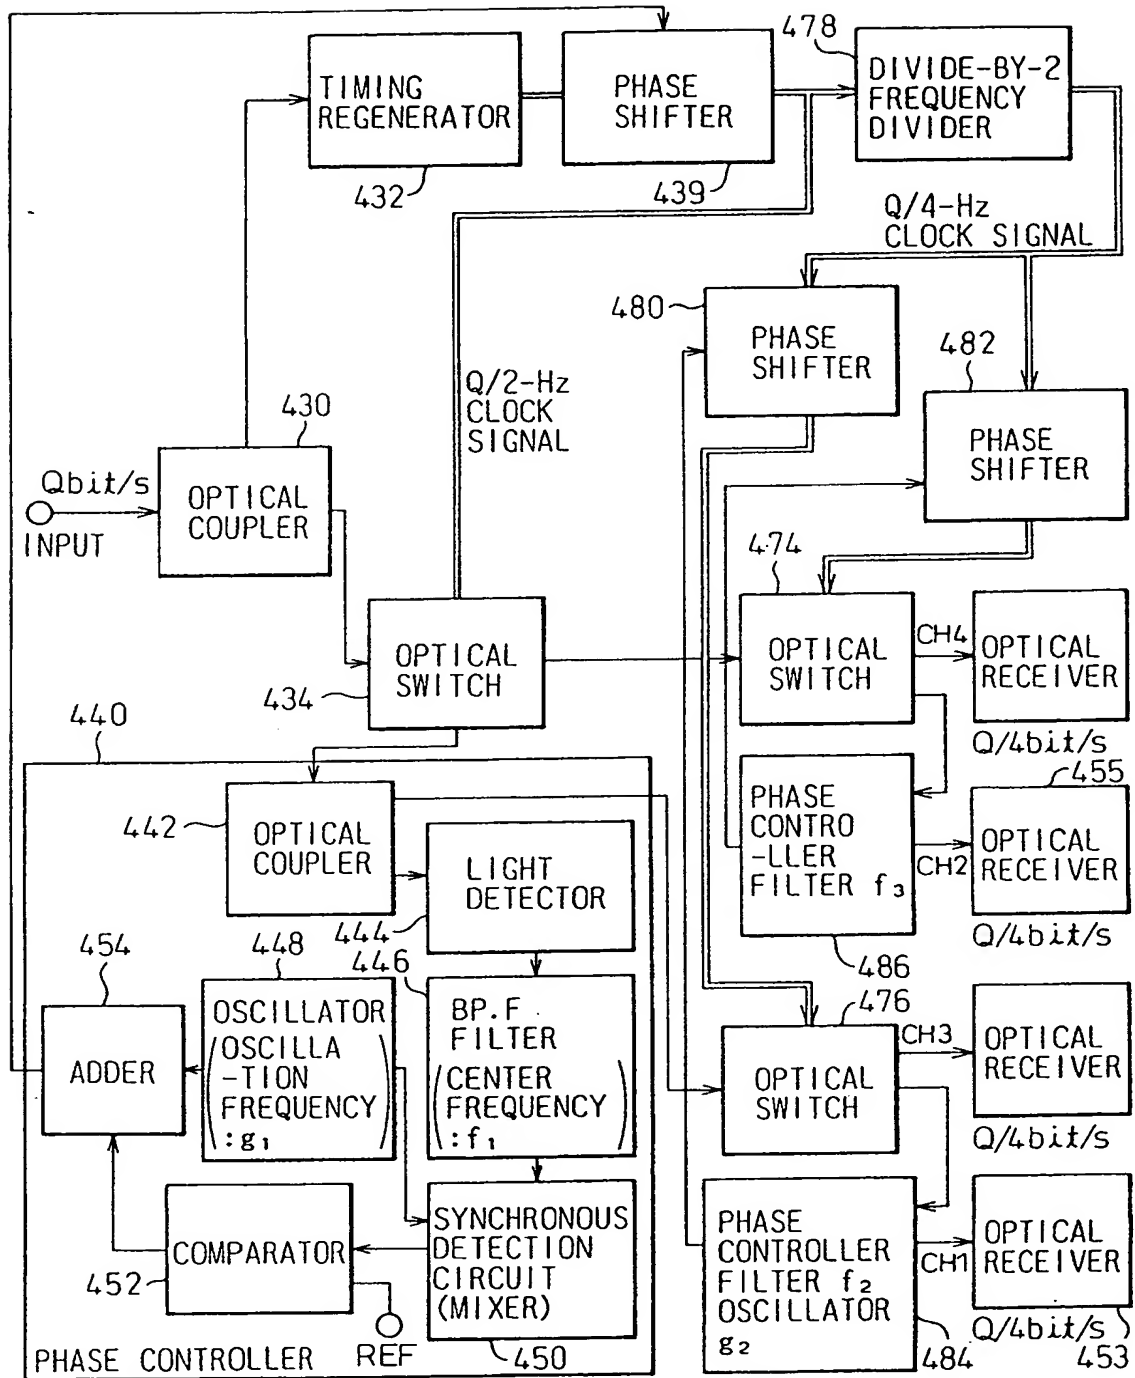 478
TIMING
REGENERATOR
432
PHASE
SHIFTER
439
DIVIDE-BY-2
FREQUENCY
DIVIDER
Q/4-Hz
CLOCK SIGNAL
480
PHASE
SHIFTER
482
PHASE
SHIFTER
Q/2-Hz
CLOCK
SIGNAL
430
Qbit/s
INPUT
OPTICAL
COUPLER
474
OPTICAL
SWITCH
434
OPTICAL
SWITCH
CH4
OPTICAL
RECEIVER
Q/4bit/s
440
442
OPTICAL
COUPLER
LIGHT
DETECTOR
444
PHASE
CONTRO
-LLER
FILTER f₃
486
455
CH2
OPTICAL
RECEIVER
Q/4bit/s
454
ADDER
448
OSCILLATOR
(OSCILLA
-TION
FREQUENCY
:g₁)
446
BP.F
FILTER
(CENTER
FREQUENCY
:f₁)
476
OPTICAL
SWITCH
CH3
OPTICAL
RECEIVER
Q/4bit/s
COMPARATOR
452
SYNCHRONOUS
DETECTION
CIRCUIT
(MIXER)
450
REF
PHASE CONTROLLER
PHASE
CONTROLLER
FILTER f₂
OSCILLATOR
g₂
484
CH1
OPTICAL
RECEIVER
Q/4bit/s
453